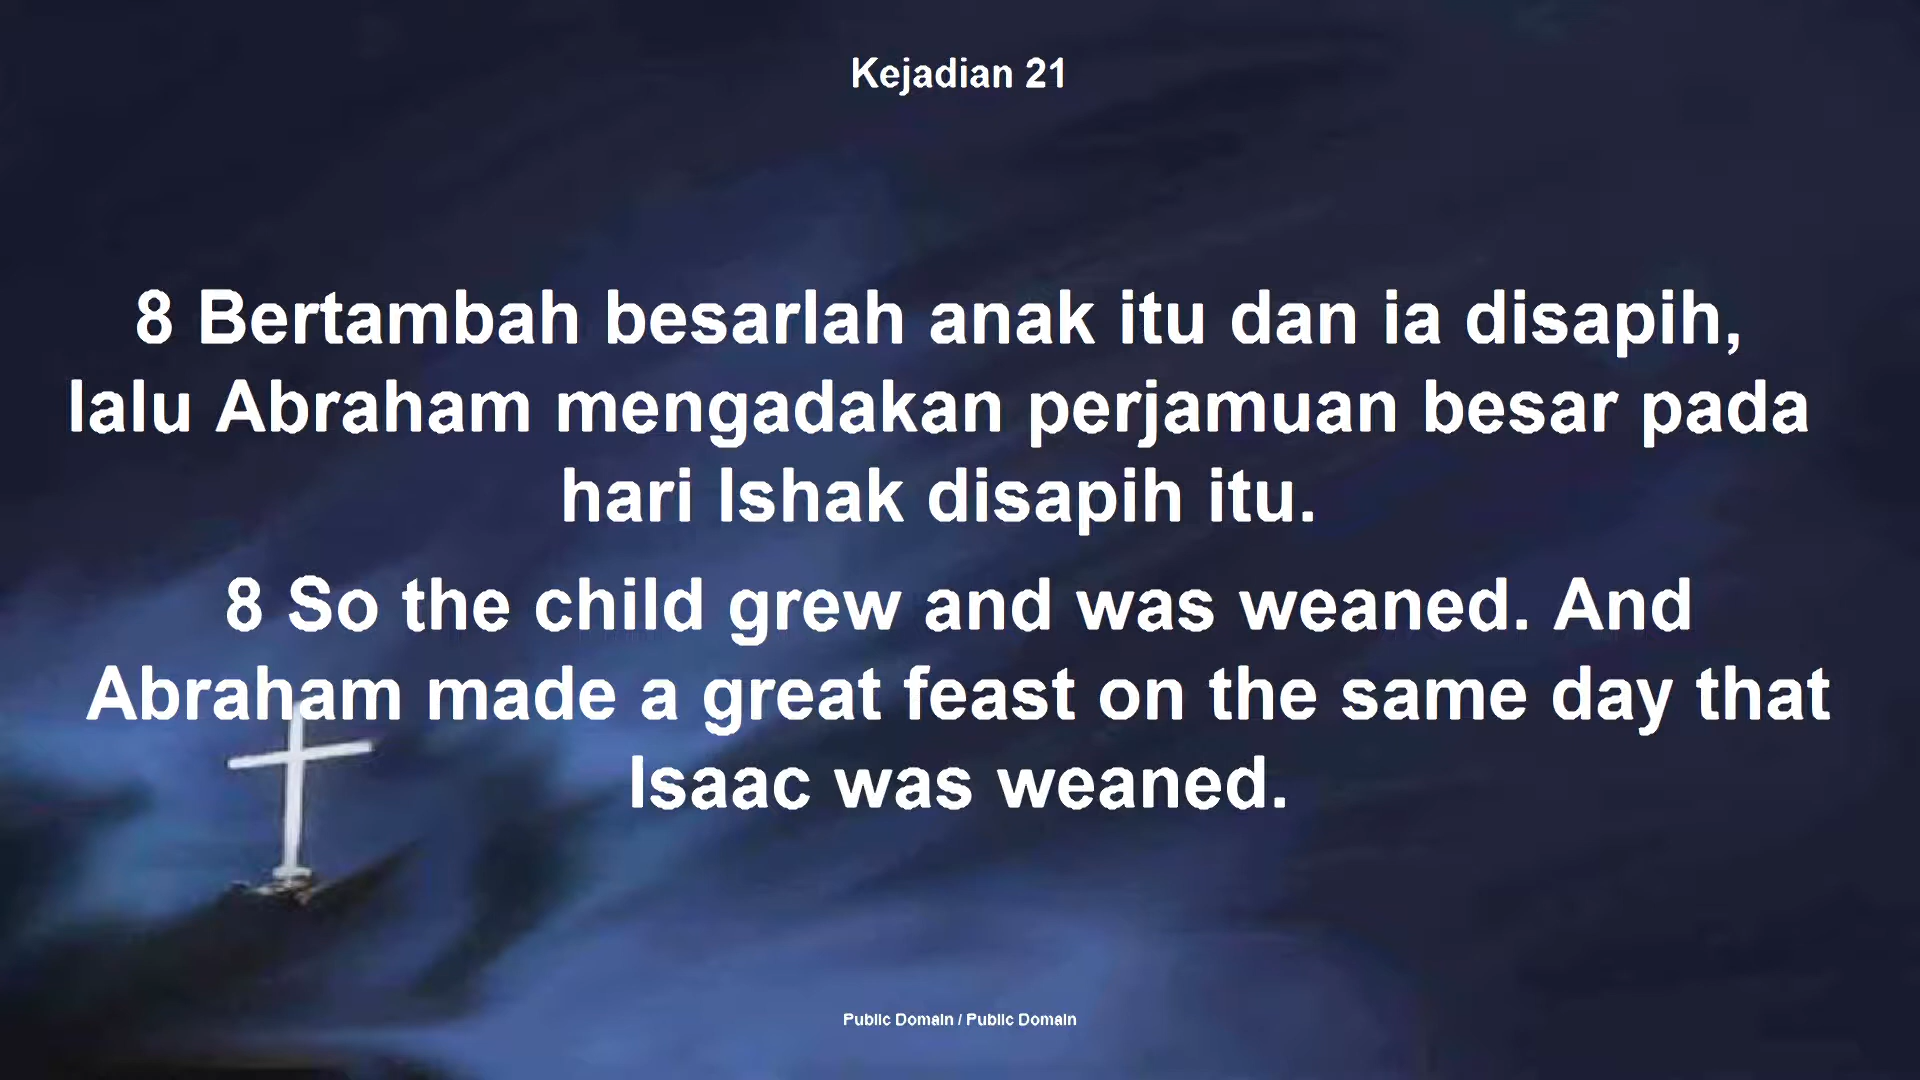 Kejadian 21
8 Bertambah besarlah anak itu dan ia disapih,
lalu Abraham mengadakan perjamuan besar pada
hari Ishak disapih itu.
8 So the child grew and was weaned. And
Abraham made a great feast on the same day that
Isaac was weaned.
Public Domain / Public Domain